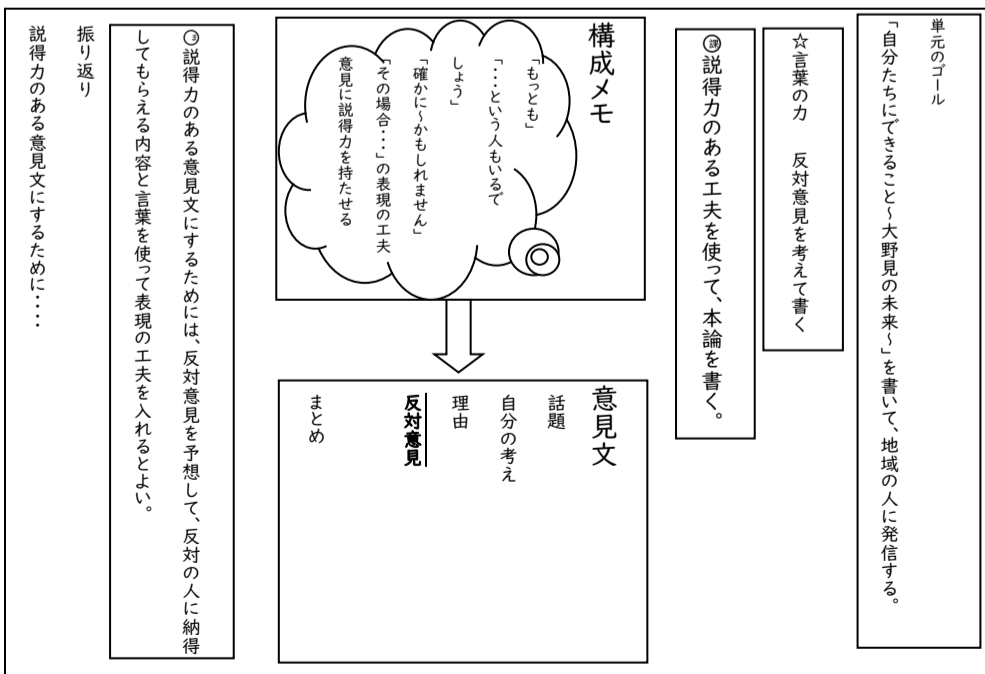 単元のゴール
「自分たちにできること~大野見の未来~」を書いて、地域の人に発信する。
☆言葉の力　反対意見を考えて書く
㋕説得力のある工夫を使って、本論を書く。
構成メモ
「もっとも」
「・・・という人もいるで
しょう」
「確かに~かもしれません」
「その場合・・・」の表現の工夫
意見に説得力を持たせる
意見文
話題
自分の考え
理由
反対意見
まとめ
説得力のある意見文にするためには、反対意見を予想して、反対の人に納得
してもらえる内容と言葉を使って表現の工夫を入れるとよい。
振り返り
説得力のある意見文にするために・・・・